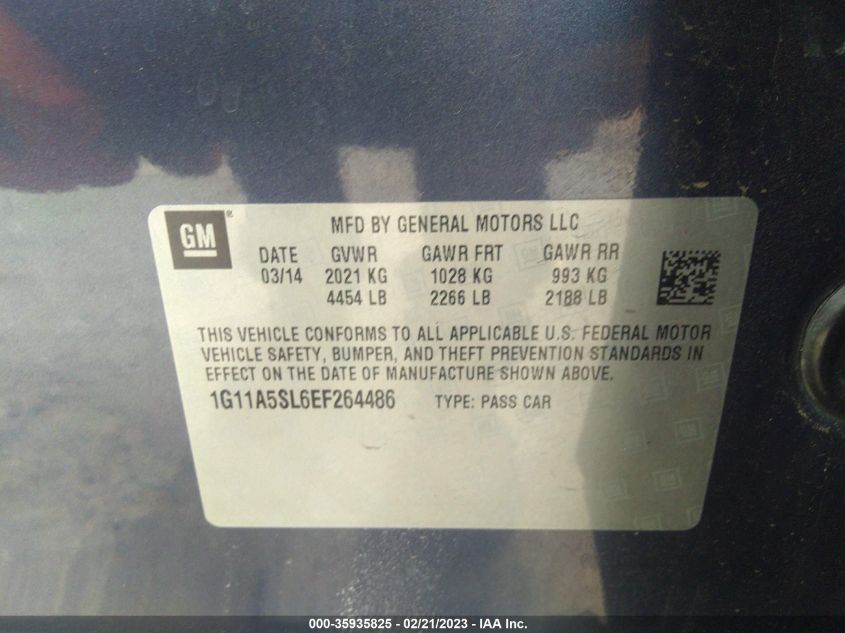 GM ® MFD BY GENERAL MOTORS LLC
DATE GVWR GAWR FRT GAWR RR
03/14 2021 KG 1028 KG 993 KG
4454 LB 2266 LB 2188 LB
THIS VEHICLE CONFORMS TO ALL APPLICABLE U.S. FEDERAL MOTOR
VEHICLE SAFETY, BUMPER, AND THEFT PREVENTION STANDARDS IN
EFFECT ON THE DATE OF MANUFACTURE SHOWN ABOVE.
1G11A5SL6EF264486 TYPE: PASS CAR
000-35935825 - 02/21/2023 - IAA Inc.